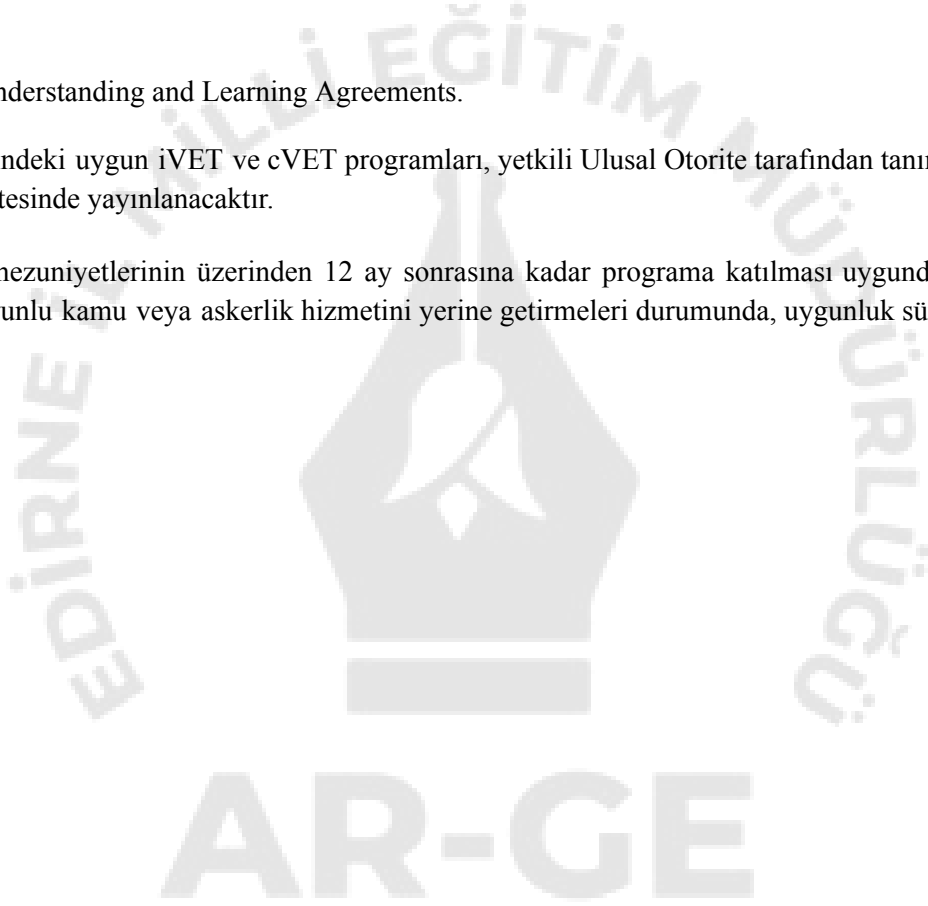 nderstanding and Learning Agreements.
ndeki uygun iVET ve cVET programları, yetkili Ulusal Otorite tarafından tanır
tesinde yayınlanacaktır.
nezuniyetlerinin üzerinden 12 ay sonrasına kadar programa katılması uygund
unlu kamu veya askerlik hizmetini yerine getirmeleri durumunda, uygunluk sü
EDİRNE İL MİLLİ EĞİTİM MÜDÜRLÜĞÜ
AR-GE